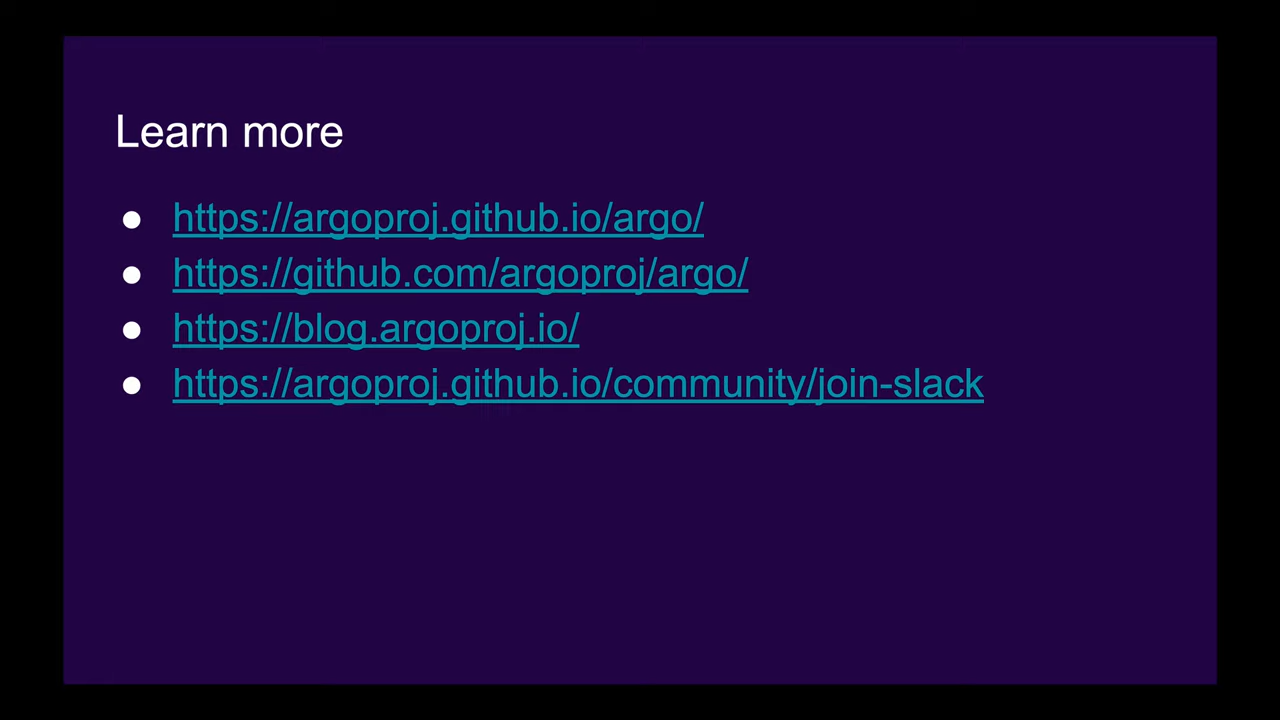 Learn more
● https://argoproj.github.io/argo/
● https://github.com/argoproj/argo/
● https://blog.argoproj.io/
● https://argoproj.github.io/community/join-slack